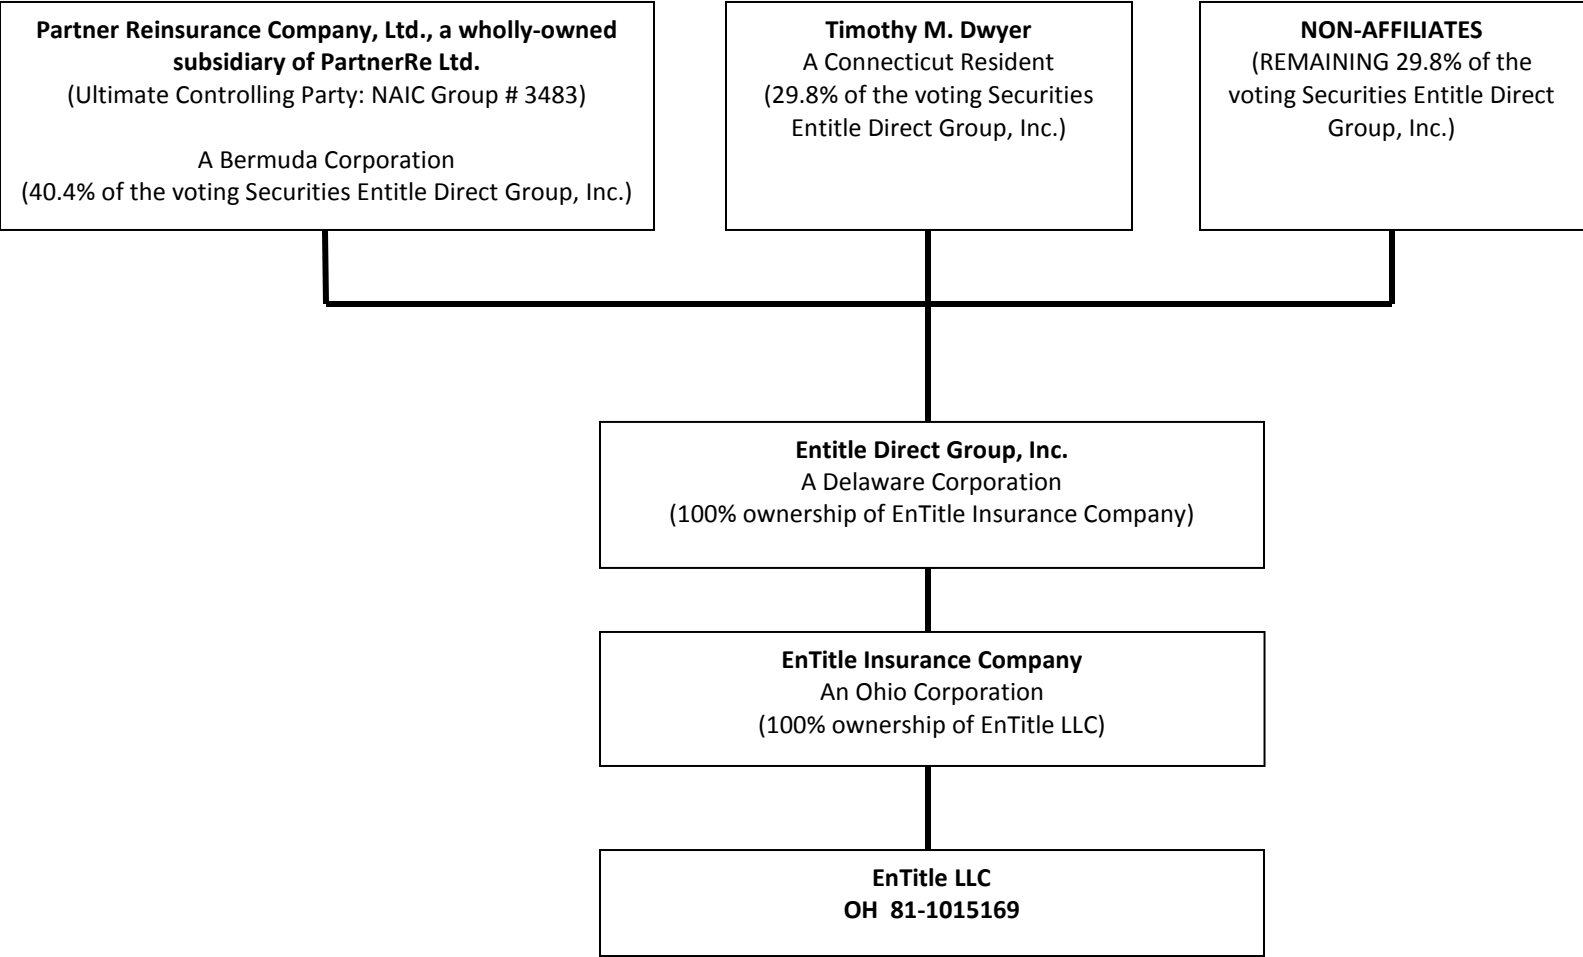 Partner Reinsurance Company, Ltd., a wholly-owned
subsidiary of PartnerRe Ltd.
(Ultimate Controlling Party: NAIC Group # 3483)
A Bermuda Corporation
(40.4% of the voting Securities Entitle Direct Group, Inc.)
Timothy M. Dwyer
A Connecticut Resident
(29.8% of the voting Securities
Entitle Direct Group, Inc.)
NON-AFFILIATES
(REMAINING 29.8% of the
voting Securities Entitle Direct
Group, Inc.)
Entitle Direct Group, Inc.
A Delaware Corporation
(100% ownership of EnTitle Insurance Company)
EnTitle Insurance Company
An Ohio Corporation
(100% ownership of EnTitle LLC)
EnTitle LLC
OH  81-1015169